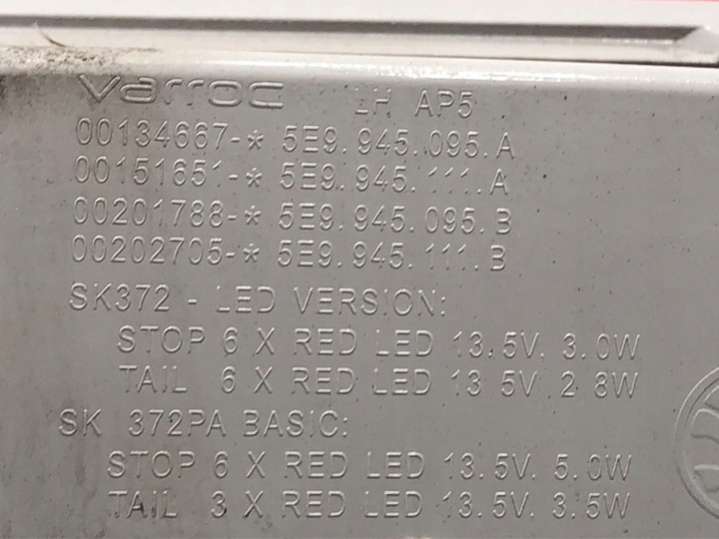 varroc LH AP5
00134667-* 5E9.945.095.A
00151651-* 5E9.945.111.A
00201788-* 5E9.945.095.B
00202705-* 5E9.945.111.B
SK372 - LED VERSION:
STOP 6 X RED LED 13.5V. 3.0W
TAIL 6 X RED LED 13.5V 2.8W
SK 372PA BASIC:
STOP 6 X RED LED 13.5V. 5.0W
TAIL 3 X RED LED 13.5V. 3.5W